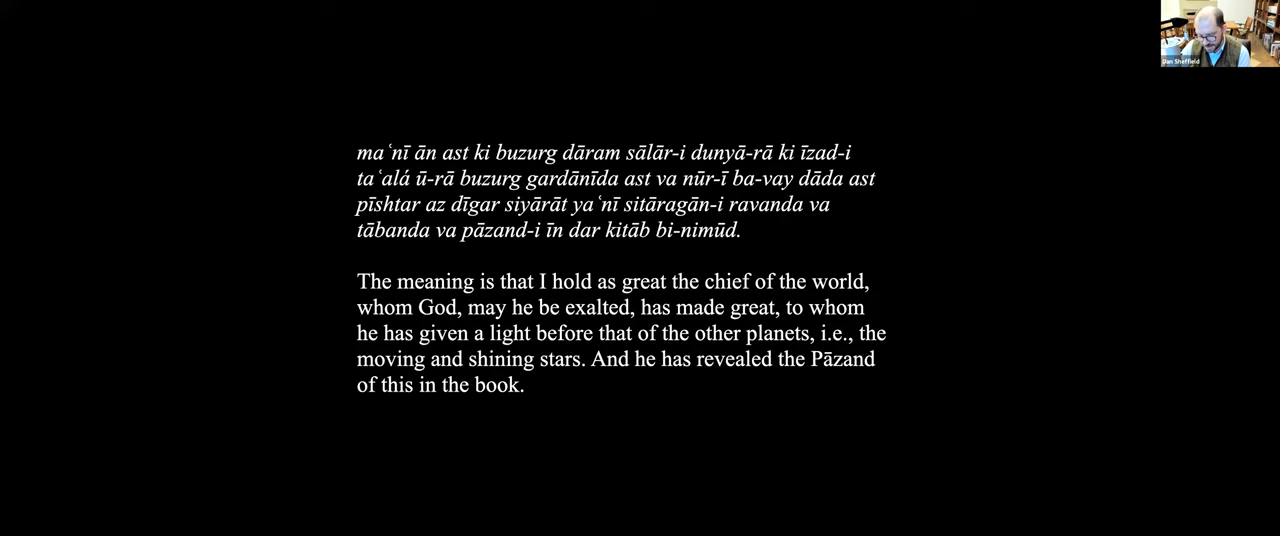 Dan Sheffield
maʿnī ān ast ki buzurg dāram sālār-i dunyā-rā ki īzad-i
taʿalá ū-rā buzurg gardānīda ast va nūr-ī ba-vay dāda ast
pīshtar az dīgar siyārāt yaʿnī sitāragān-i ravanda va
tābanda va pāzand-i īn dar kitāb bi-nimūd.
The meaning is that I hold as great the chief of the world,
whom God, may he be exalted, has made great, to whom
he has given a light before that of the other planets, i.e., the
moving and shining stars. And he has revealed the Pāzand
of this in the book.